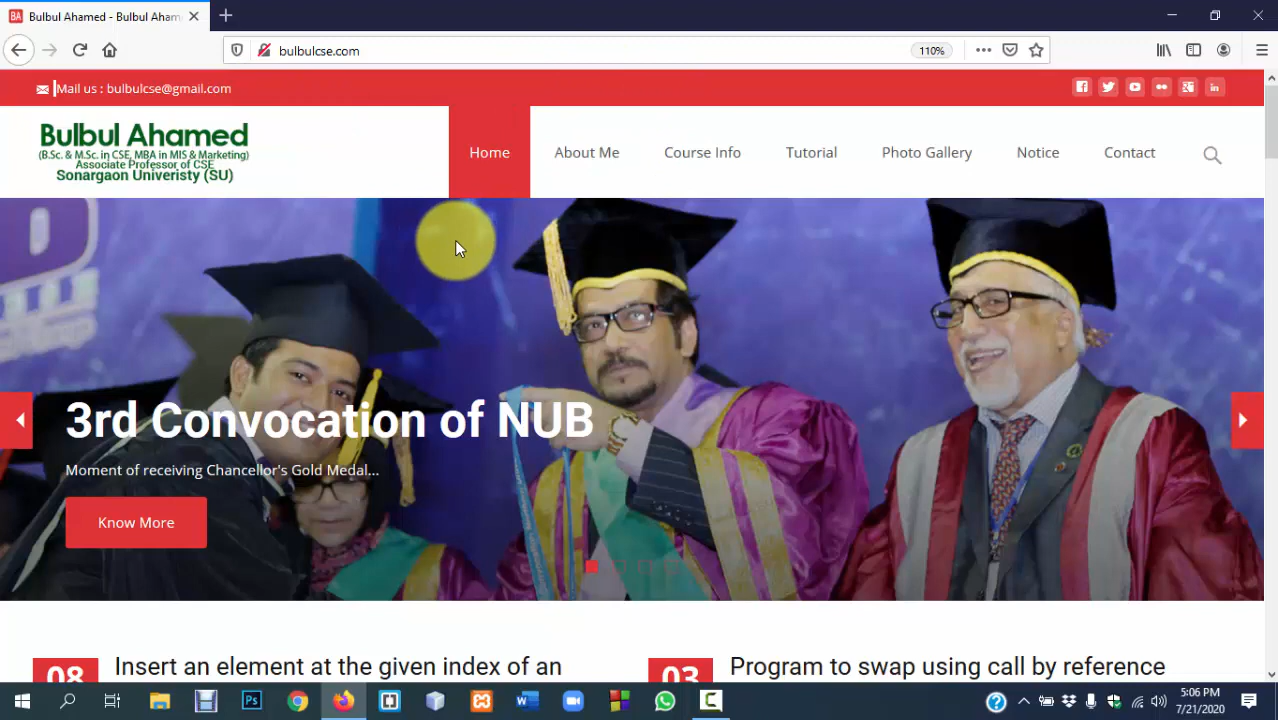 Bulbul Ahamed - Bulbul Aham
bulbulcse.com
110%
Mail us : bulbulcse@gmail.com
Bulbul Ahamed
(B.Sc. & M.Sc. in CSE, MBA in MIS & Marketing)
Associate Professor of CSE
Sonargaon Univeristy (SU)
Home
About Me
Course Info
Tutorial
Photo Gallery
Notice
Contact
3rd Convocation of NUB
Moment of receiving Chancellor's Gold Medal...
Know More
08
Insert an element at the given index of an
03
Program to swap using call by reference
5:06 PM
7/21/2020